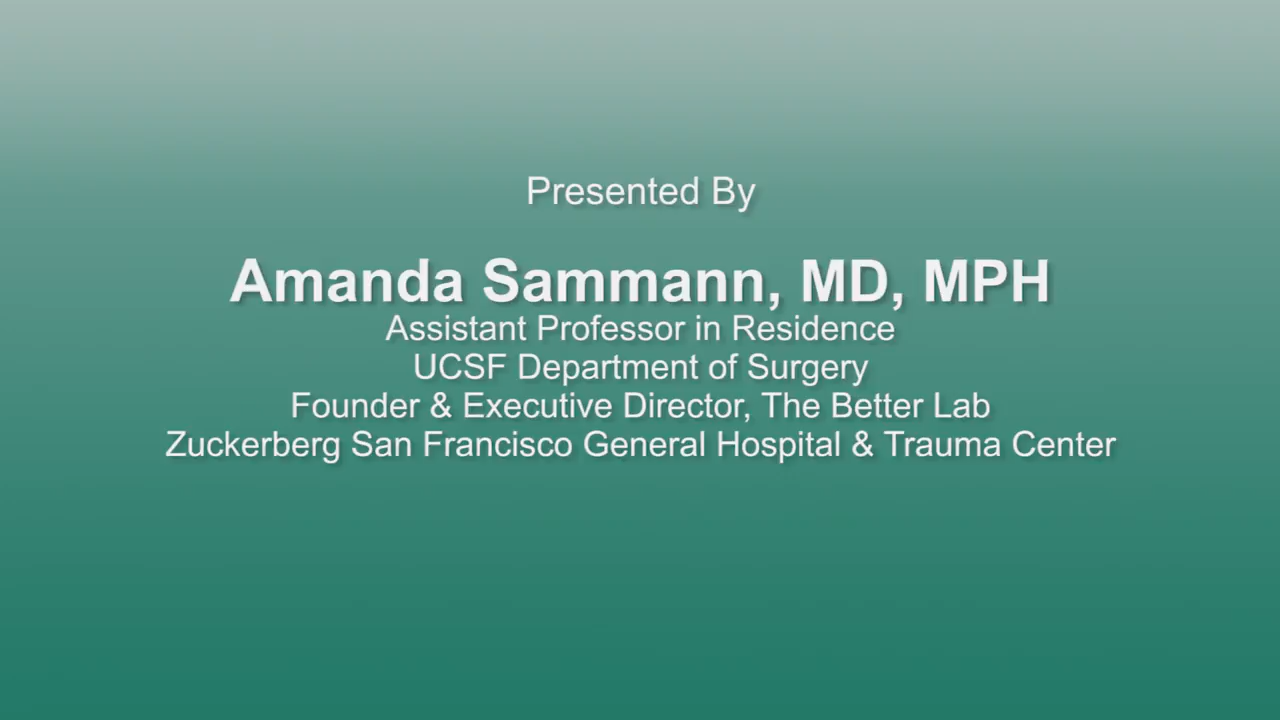 Presented By
Amanda Sammann, MD, MPH
Assistant Professor in Residence
UCSF Department of Surgery
Founder & Executive Director, The Better Lab
Zuckerberg San Francisco General Hospital & Trauma Center